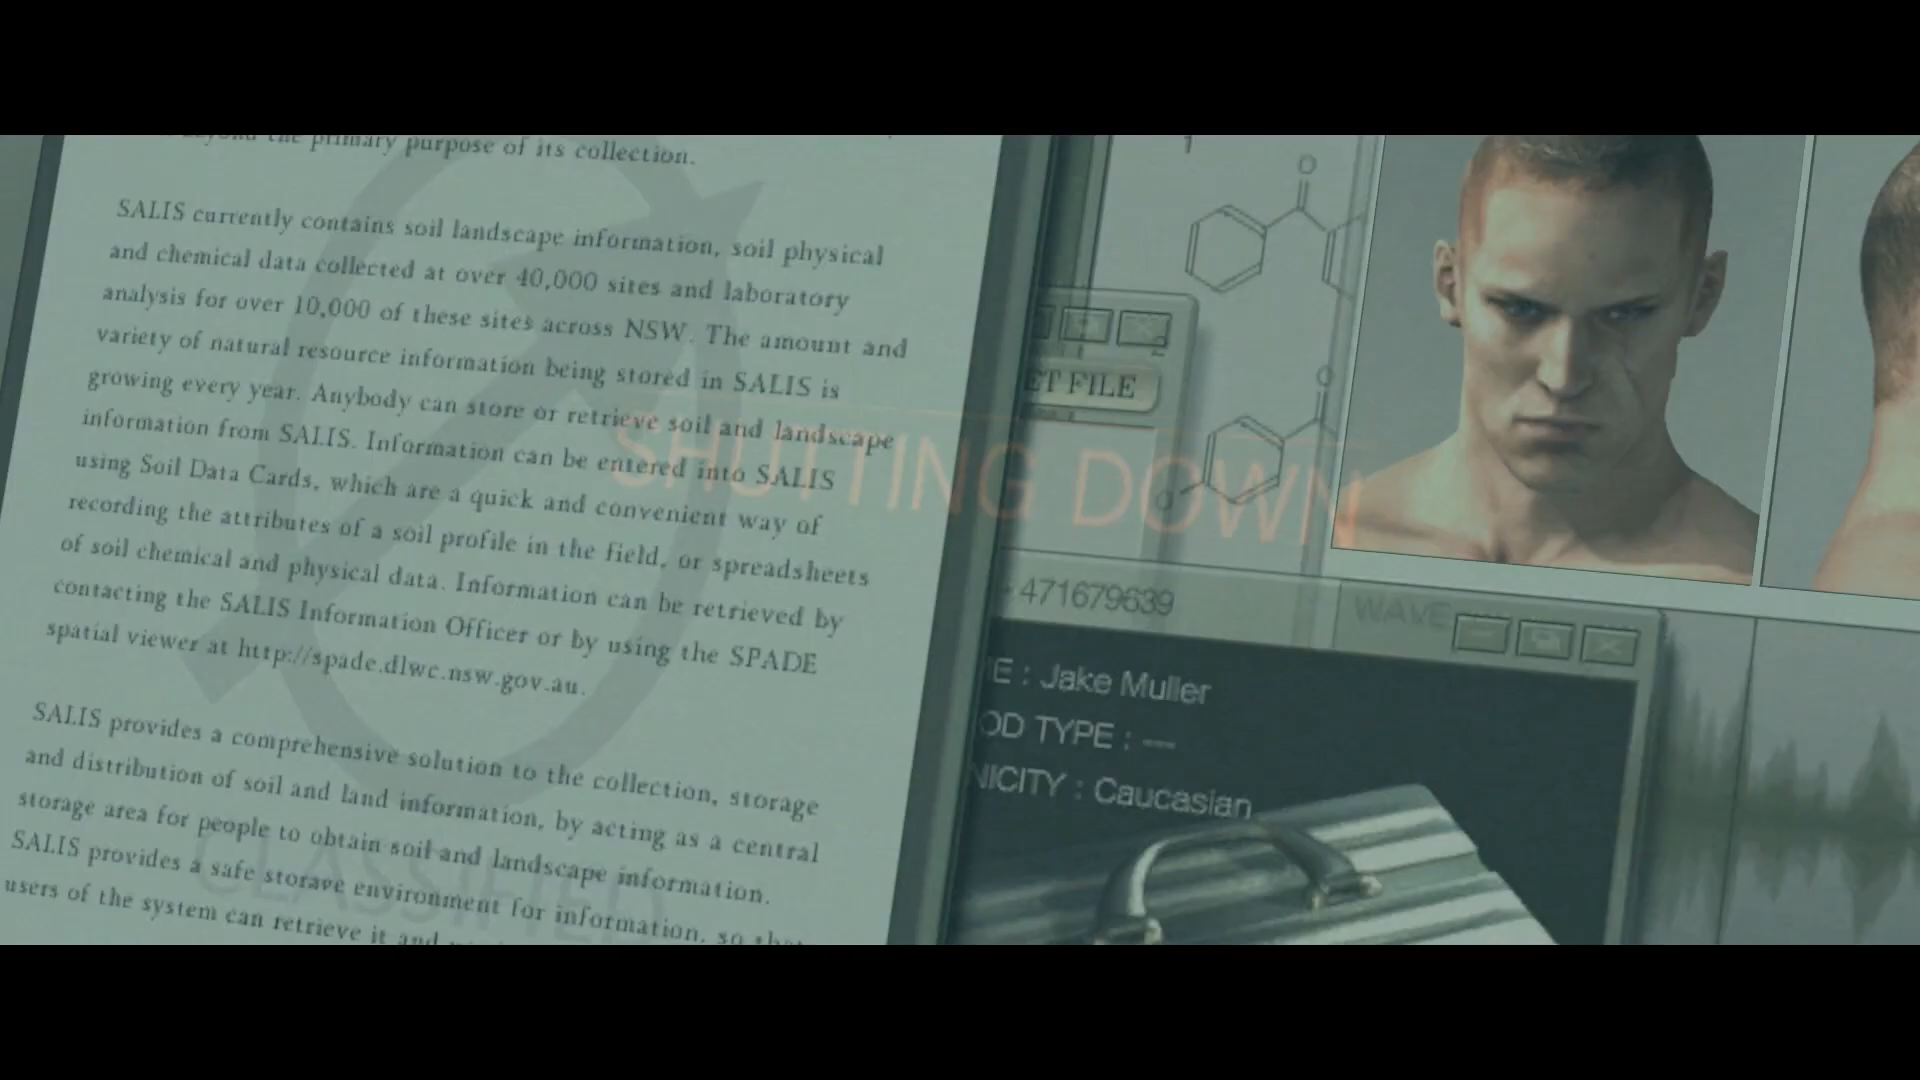 beyond the primary purpose of its collection.
SALIS currently contains soil landscape information, soil physical
and chemical data collected at over 40,000 sites and laboratory
analysis for over 10,000 of these sites across NSW. The amount and
variety of natural resource information being stored in SALIS is
growing every year. Anybody can store or retrieve soil and landscape
information from SALIS. Information can be entered into SALIS
using Soil Data Cards, which are a quick and convenient way of
recording the attributes of a soil profile in the field, or spreadsheets
of soil chemical and physical data. Information can be retrieved by
contacting the SALIS Information Officer or by using the SPADE
spatial viewer at http://spade.dlwc.nsw.gov.au.
SALIS provides a comprehensive solution to the collection, storage
and distribution of soil and land information, by acting as a central
storage area for people to obtain soil and landscape information.
SALIS provides a safe storage environment for information, so that
users of the system can retrieve it and
CLASSIFIED
SHUTTING DOWN
1
O
2
ET FILE
O
O
- 471679639
WAVE
E : Jake Muller
OD TYPE : —
NICITY : Caucasian